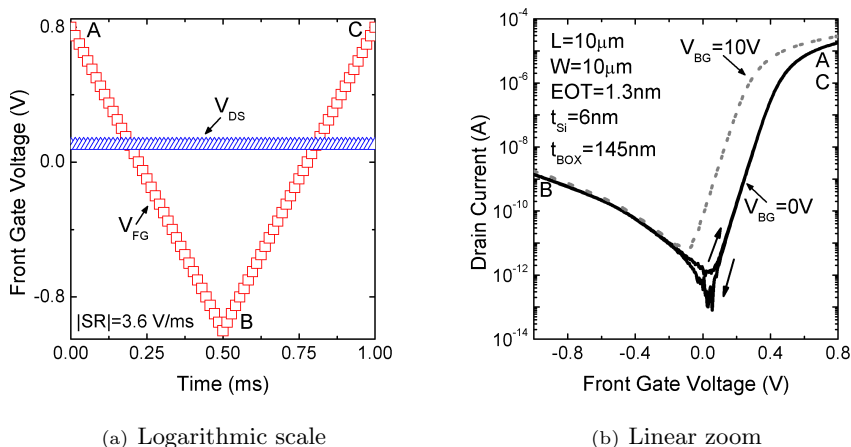 0.8
0.0
-0.8
Front Gate Voltage (V)
A
C
V_DS
V_FG
B
|SR|=3.6 V/ms
0.00
0.25
0.50
0.75
1.00
Time (ms)
(a) Logarithmic scale
10^-4
10^-6
10^-8
10^-10
10^-12
10^-14
Drain Current (A)
L=10μm
W=10μm
EOT=1.3nm
t_Si=6nm
t_BOX=145nm
V_BG=10V
A
C
B
V_BG=0V
-0.8
-0.4
0.0
0.4
0.8
Front Gate Voltage (V)
(b) Linear zoom